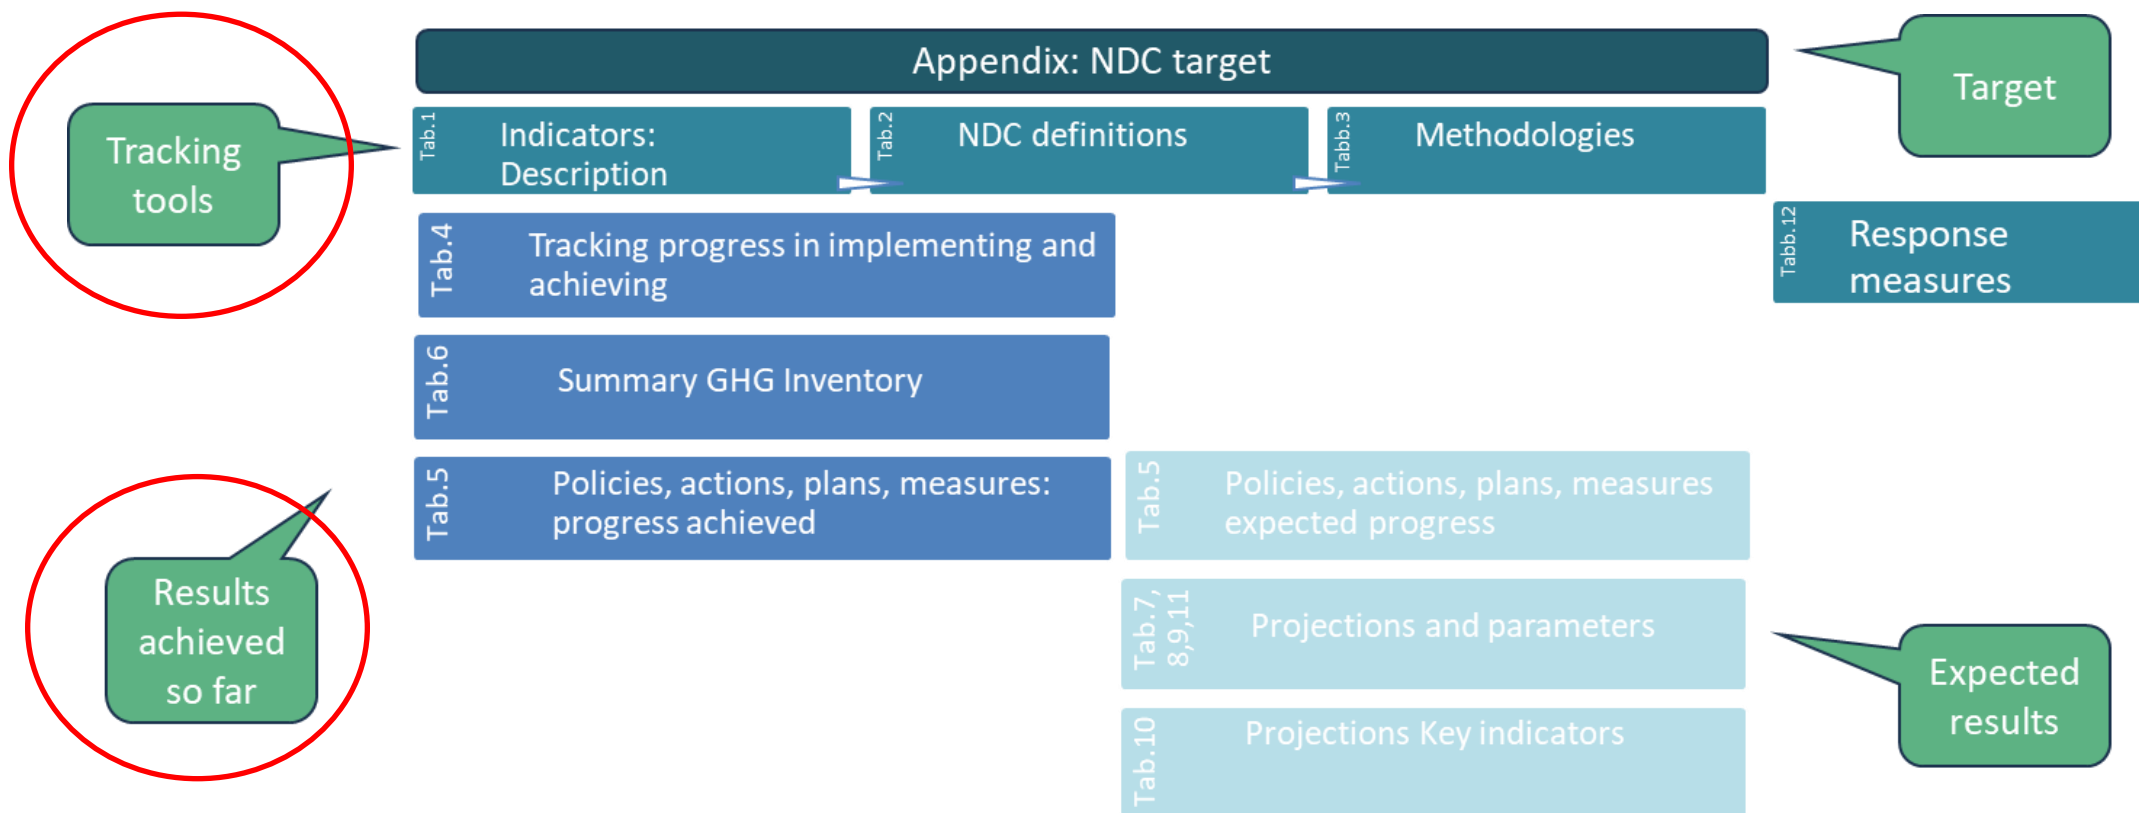 Appendix: NDC target
Target
Tracking
tools
Tab.1
Indicators:
Description
Tab.2
NDC definitions
Tabb.3
Methodologies
Tabb.12
Response
measures
Tab.4
Tracking progress in implementing and
achieving
Tab.6
Summary GHG Inventory
Tab.5
Policies, actions, plans, measures:
progress achieved
Tab.5
Policies, actions, plans, measures
expected progress
Results
achieved
so far
Tab.7,
8,9,11
Projections and parameters
Expected
results
Tab.10
Projections Key indicators